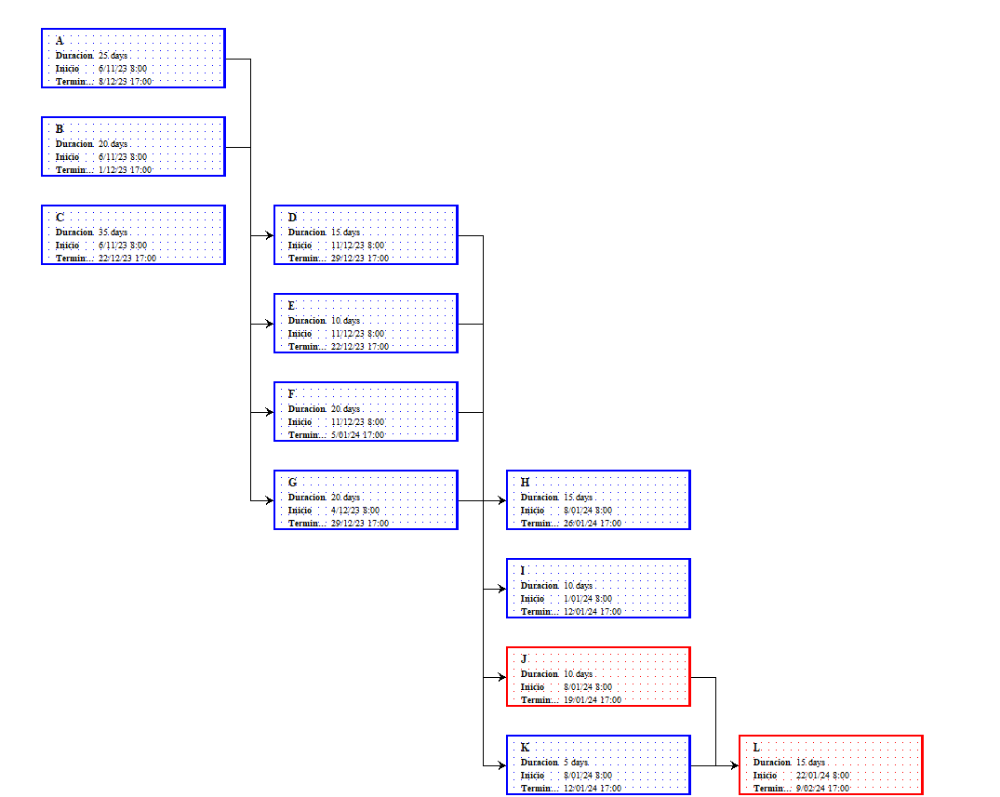 A
Duracion 25 days
Inicio 6/11/23 8:00
Termin... 8/12/23 17:00
B
Duracion 20 days
Inicio 6/11/23 8:00
Termin... 1/12/23 17:00
C
Duracion 35 days
Inicio 6/11/23 8:00
Termin... 22/12/23 17:00
D
Duracion 15 days
Inicio 11/12/23 8:00
Termin... 29/12/23 17:00
E
Duracion 10 days
Inicio 11/12/23 8:00
Termin... 22/12/23 17:00
F
Duracion 20 days
Inicio 11/12/23 8:00
Termin... 5/01/24 17:00
G
Duracion 20 days
Inicio 4/12/23 8:00
Termin... 29/12/23 17:00
H
Duracion 15 days
Inicio 8/01/24 8:00
Termin... 26/01/24 17:00
I
Duracion 10 days
Inicio 1/01/24 8:00
Termin... 12/01/24 17:00
J
Duracion 10 days
Inicio 8/01/24 8:00
Termin... 19/01/24 17:00
K
Duracion 5 days
Inicio 8/01/24 8:00
Termin... 12/01/24 17:00
L
Duracion 15 days
Inicio 22/01/24 8:00
Termin... 9/02/24 17:00